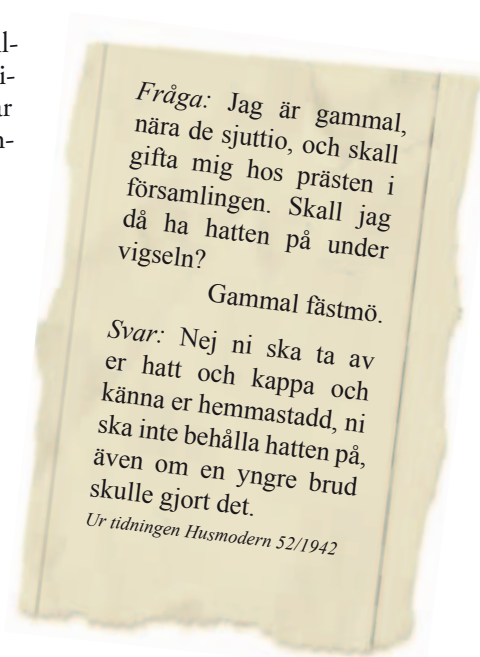 ll-
i-
ar
n-
Fråga: Jag är gammal,
nära de sjuttio, och skall
gifta mig hos prästen i
församlingen. Skall jag
då ha hatten på under
vigseln?
Gammal fästmö.
Svar: Nej ni ska ta av
er hatt och kappa och
känna er hemmastadd, ni
ska inte behålla hatten på,
även om en yngre brud
skulle gjort det.
Ur tidningen Husmodern 52/1942